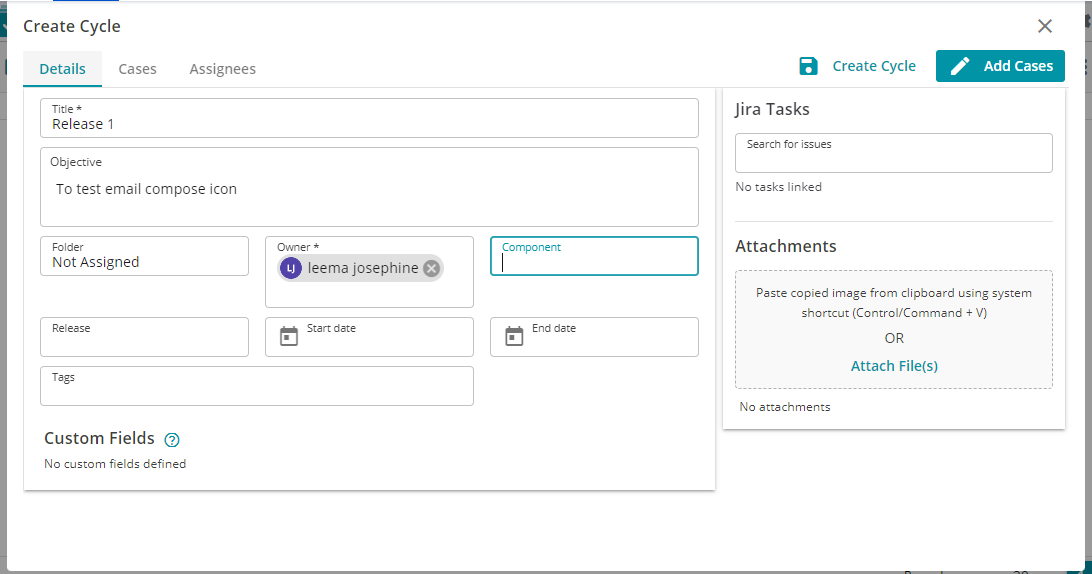 Create Cycle
Details
Cases
Assignees
Create Cycle
Add Cases
Title *
Release 1
Objective
To test email compose icon
Folder
Not Assigned
Owner *
LJ leema josephine
Component
Release
Start date
End date
Tags
Custom Fields
No custom fields defined
Jira Tasks
Search for issues
No tasks linked
Attachments
Paste copied image from clipboard using system
shortcut (Control/Command + V)
OR
Attach File(s)
No attachments